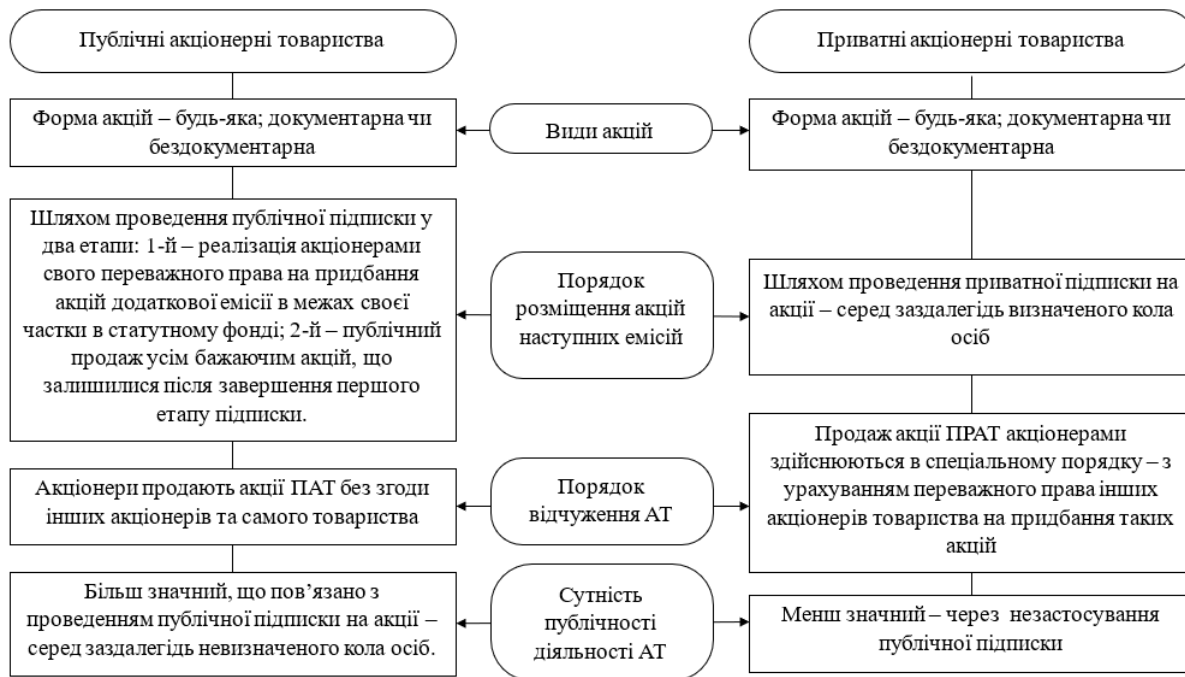 Публічні акціонерні товариства
Приватні акціонерні товариства
Форма акцій – будь-яка; документарна чи
бездокументарна
Види акцій
Форма акцій – будь-яка; документарна чи
бездокументарна
Шляхом проведення публічної підписки у
два етапи: 1-й – реалізація акціонерами
свого переважного права на придбання
акцій додаткової емісії в межах своєї
частки в статутному фонді; 2-й – публічний
продаж усім бажаючим акцій, що
залишилися після завершення першого
етапу підписки.
Порядок
розміщення акцій
наступних емісій
Шляхом проведення приватної підписки на
акції – серед заздалегідь визначеного кола
осіб
Акціонери продають акції ПАТ без згоди
інших акціонерів та самого товариства
Порядок
відчуження АТ
Продаж акції ПРАТ акціонерами
здійснюються в спеціальному порядку – з
урахуванням переважного права інших
акціонерів товариства на придбання таких
акцій
Більш значний, що пов’язано з
проведенням публічної підписки на акції –
серед заздалегідь невизначеного кола осіб.
Сутність
публічності
діяльності АТ
Менш значний – через незастосування
публічної підписки